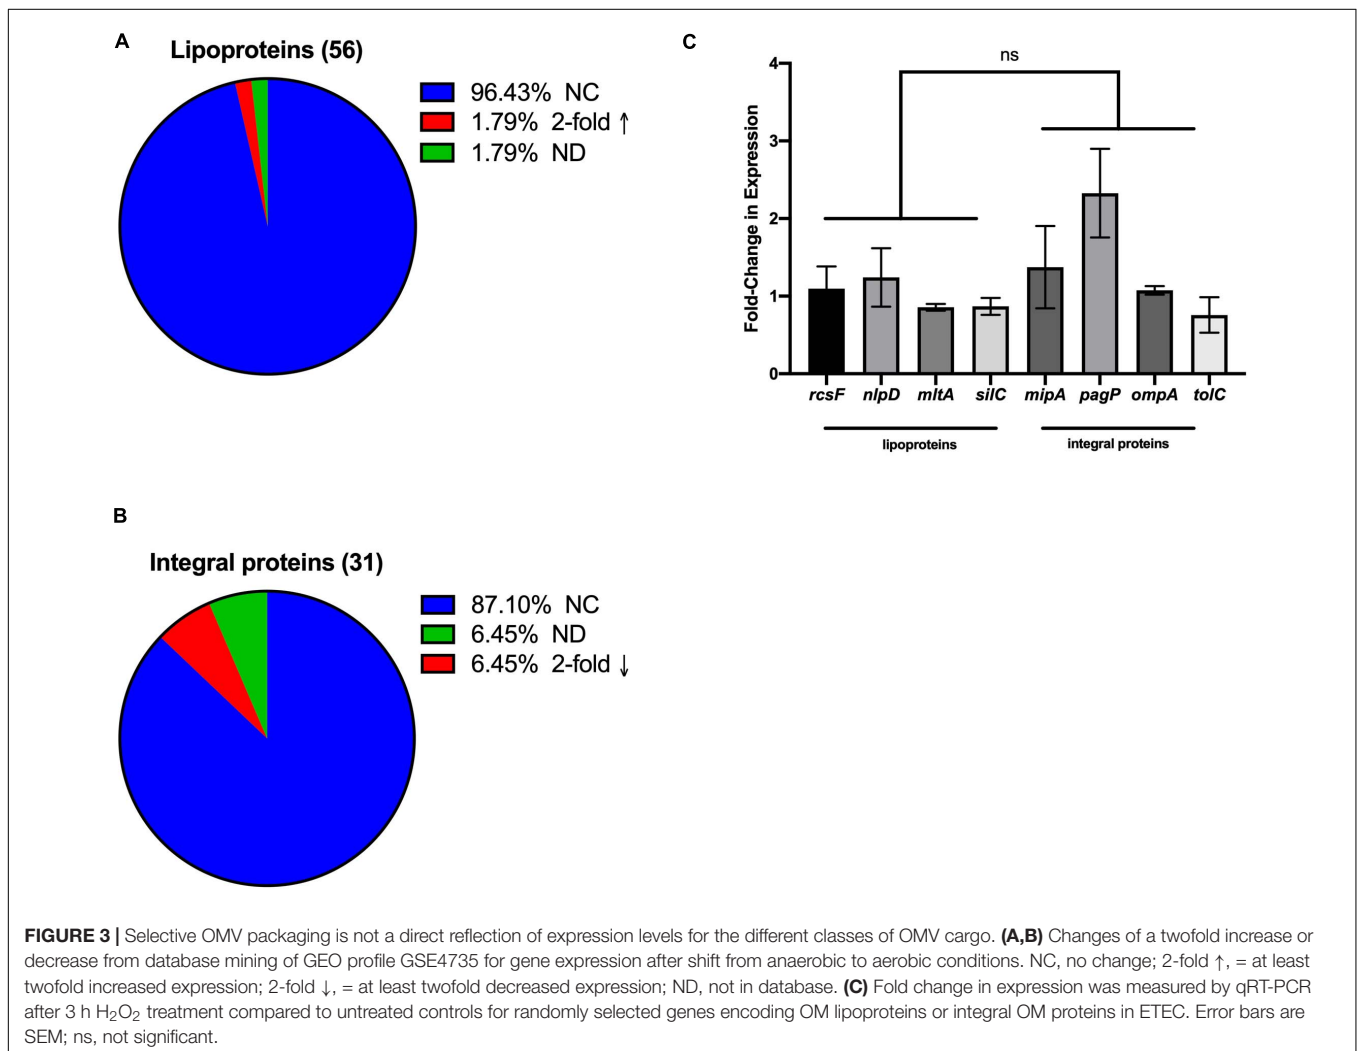 A
Lipoproteins (56)
96.43% NC
1.79% 2-fold ↑
1.79% ND
B
Integral proteins (31)
87.10% NC
6.45% ND
6.45% 2-fold ↓
C
ns
Fold-Change in Expression
4
3
2
1
0
rcsF nlpD mltA silC mipA pagP ompA tolC
lipoproteins integral proteins
FIGURE 3 | Selective OMV packaging is not a direct reflection of expression levels for the different classes of OMV cargo. (A,B) Changes of a twofold increase or
decrease from database mining of GEO profile GSE4735 for gene expression after shift from anaerobic to aerobic conditions. NC, no change; 2-fold ↑, = at least
twofold increased expression; 2-fold ↓, = at least twofold decreased expression; ND, not in database. (C) Fold change in expression was measured by qRT-PCR
after 3 h H₂O₂ treatment compared to untreated controls for randomly selected genes encoding OM lipoproteins or integral OM proteins in ETEC. Error bars are
SEM; ns, not significant.